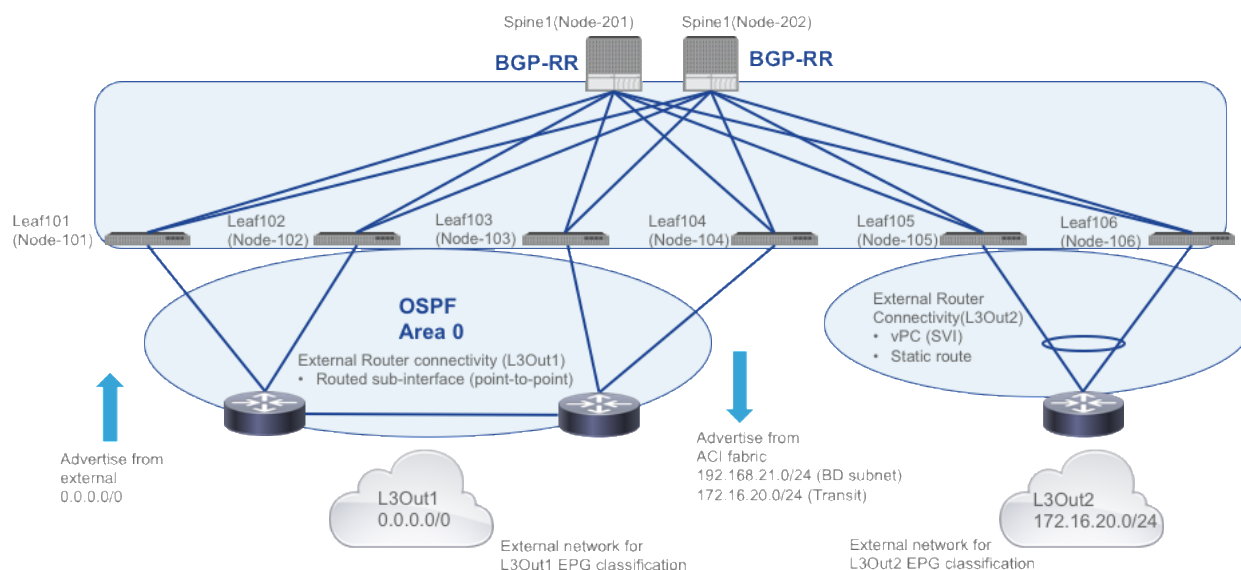 Spine1(Node-201)
Spine1(Node-202)
BGP-RR
BGP-RR
Leaf101
(Node-101)
Leaf102
(Node-102)
Leaf103
(Node-103)
Leaf104
(Node-104)
Leaf105
(Node-105)
Leaf106
(Node-106)
OSPF
Area 0
External Router connectivity (L3Out1)
• Routed sub-interface (point-to-point)
External Router
Connectivity(L3Out2)
• vPC (SVI)
• Static route
Advertise from
external
0.0.0.0/0
Advertise from
ACI fabric
192.168.21.0/24 (BD subnet)
172.16.20.0/24 (Transit)
L3Out1
0.0.0.0/0
External network for
L3Out1 EPG classification
L3Out2
172.16.20.0/24
External network for
L3Out2 EPG classification